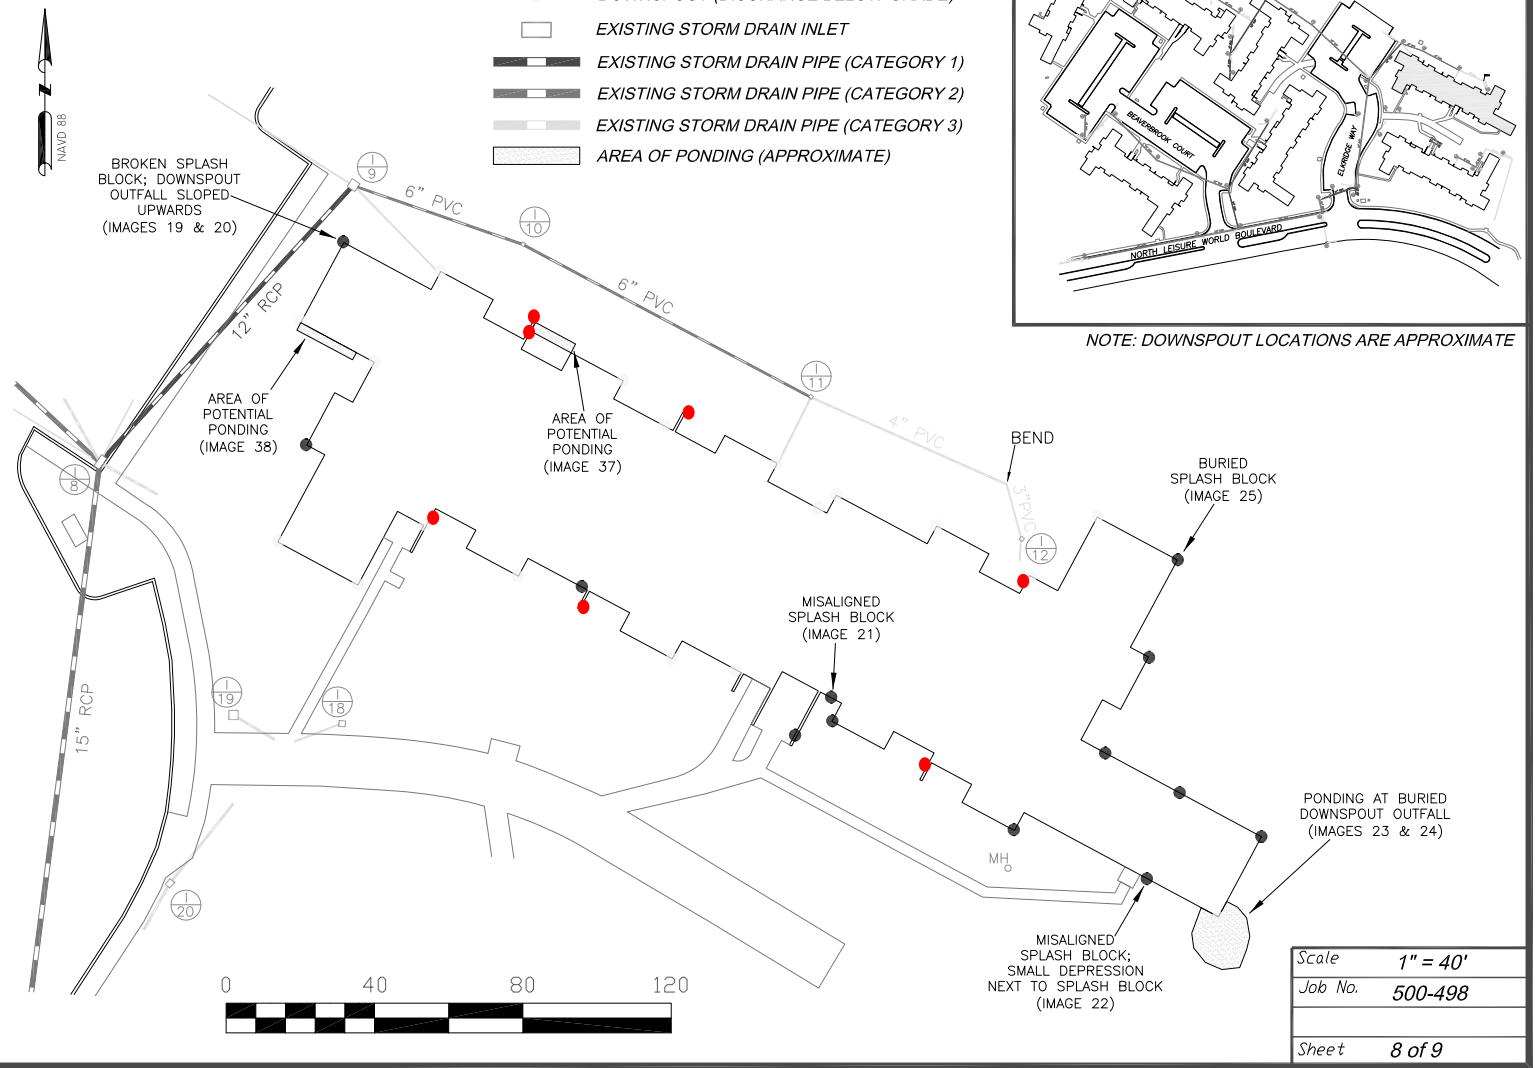 DOWNSPOUT (DISCHARGE BELOW GRADE)
EXISTING STORM DRAIN INLET
EXISTING STORM DRAIN PIPE (CATEGORY 1)
EXISTING STORM DRAIN PIPE (CATEGORY 2)
EXISTING STORM DRAIN PIPE (CATEGORY 3)
AREA OF PONDING (APPROXIMATE)
N
NAVD 88
BEAVERBROOK COURT
ELKRIDGE WAY
NORTH LEISURE WORLD BOULEVARD
NOTE: DOWNSPOUT LOCATIONS ARE APPROXIMATE
BROKEN SPLASH
BLOCK; DOWNSPOUT
OUTFALL SLOPED
UPWARDS
(IMAGES 19 & 20)
I
9
6" PVC
I
10
6" PVC
12" RCP
I
11
4" PVC
BEND
3"PVC
I
12
AREA OF
POTENTIAL
PONDING
(IMAGE 38)
AREA OF
POTENTIAL
PONDING
(IMAGE 37)
BURIED
SPLASH BLOCK
(IMAGE 25)
I
8
MISALIGNED
SPLASH BLOCK
(IMAGE 21)
I
19
I
18
15" RCP
PONDING AT BURIED
DOWNSPOUT OUTFALL
(IMAGES 23 & 24)
MH
I
20
MISALIGNED
SPLASH BLOCK;
SMALL DEPRESSION
NEXT TO SPLASH BLOCK
(IMAGE 22)
0 40 80 120
Scale 1" = 40'
Job No. 500-498
Sheet 8 of 9